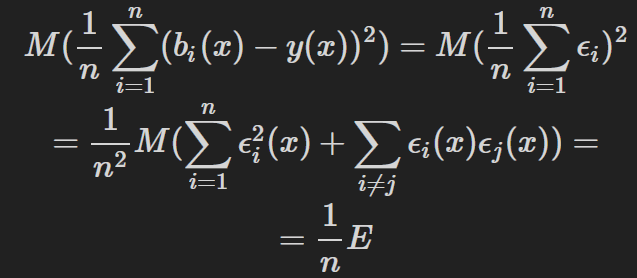 M(\frac{1}{n} \sum_{i=1}^{n} (b_i(x) - y(x))^2) = M(\frac{1}{n} \sum_{i=1}^{n} \epsilon_i)^2
= \frac{1}{n^2} M(\sum_{i=1}^{n} \epsilon_i^2(x) + \sum_{i \neq j} \epsilon_i(x)\epsilon_j(x)) =
= \frac{1}{n} E